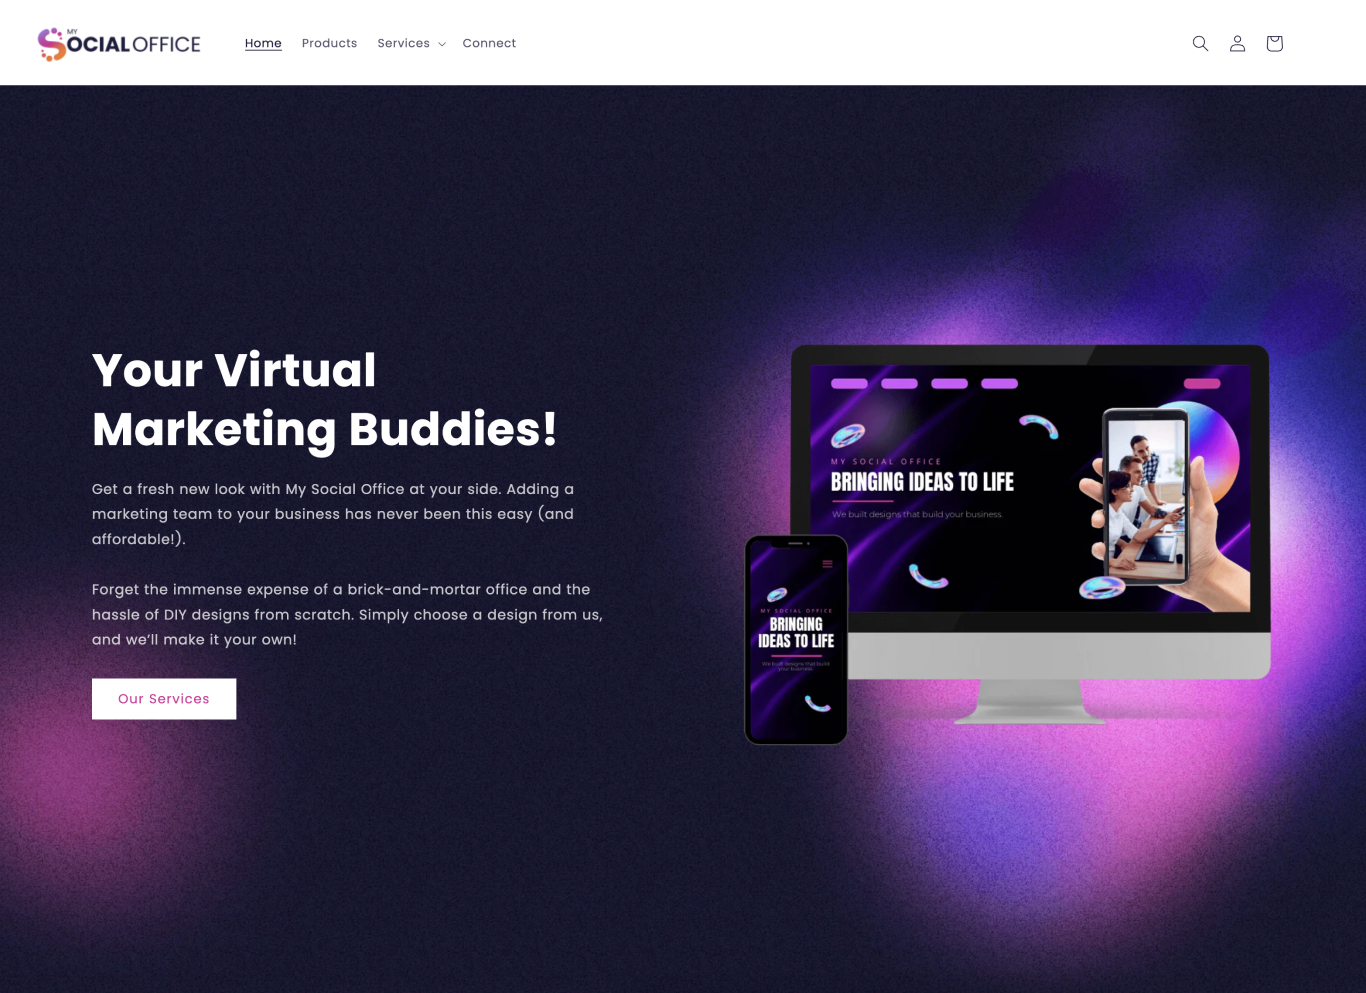 MY
SOCIAL OFFICE
Home Products Services Connect
Your Virtual
Marketing Buddies!
Get a fresh new look with My Social Office at your side. Adding a
marketing team to your business has never been this easy (and
affordable!).
Forget the immense expense of a brick-and-mortar office and the
hassle of DIY designs from scratch. Simply choose a design from us,
and we’ll make it your own!
Our Services
MY SOCIAL OFFICE
BRINGING IDEAS TO LIFE
We built designs that build your business.
MY SOCIAL OFFICE
BRINGING
IDEAS TO LIFE
We built designs that build
your business.